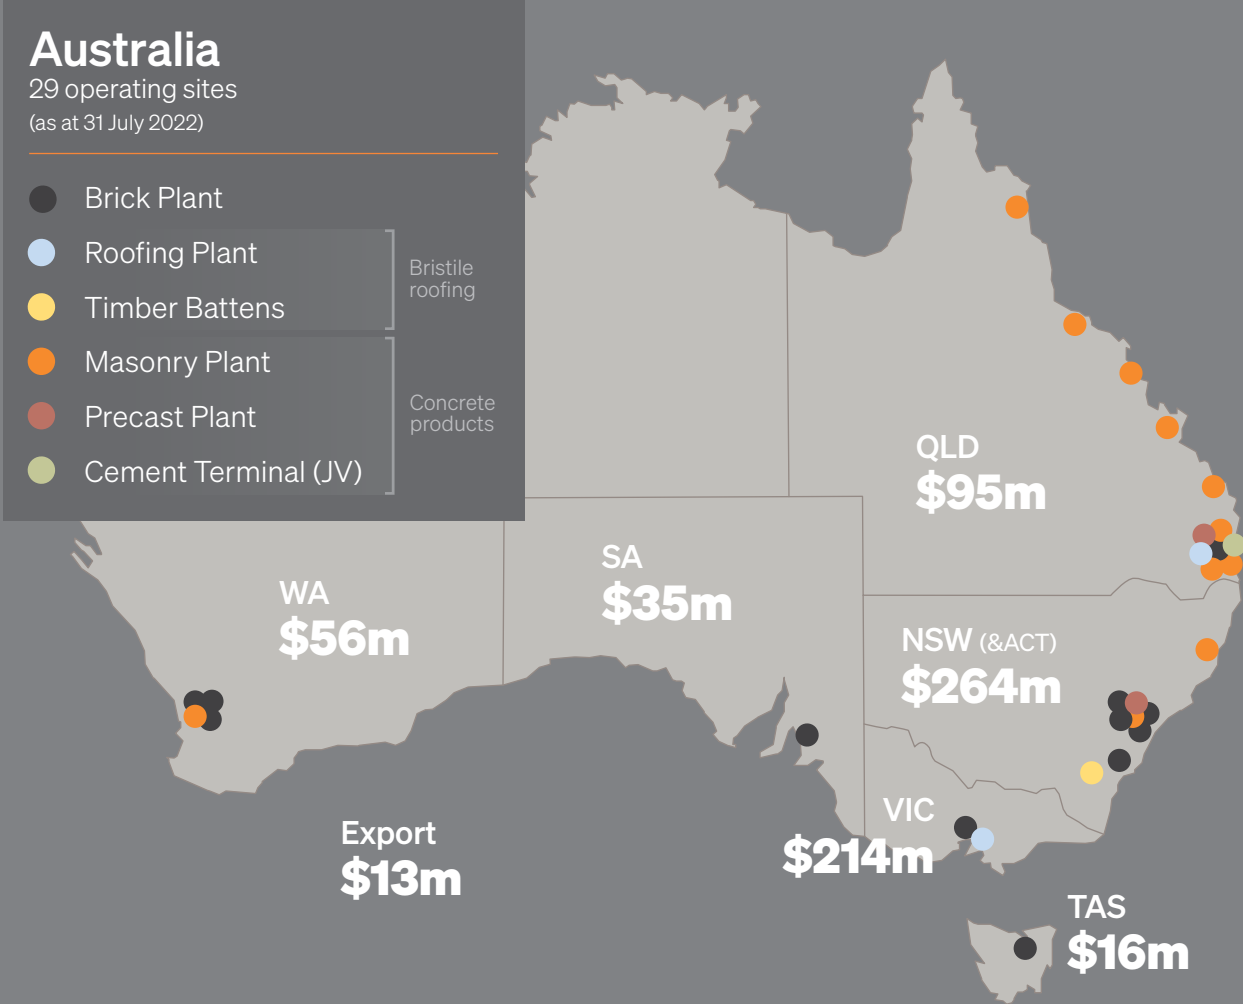 Australia
29 operating sites
(as at 31 July 2022)
Brick Plant
Roofing Plant
Timber Battens
Bristile
roofing
Masonry Plant
Precast Plant
Cement Terminal (JV)
Concrete
products
QLD
$95m
SA
$35m
WA
$56m
NSW (&ACT)
$264m
VIC
$214m
Export
$13m
TAS
$16m